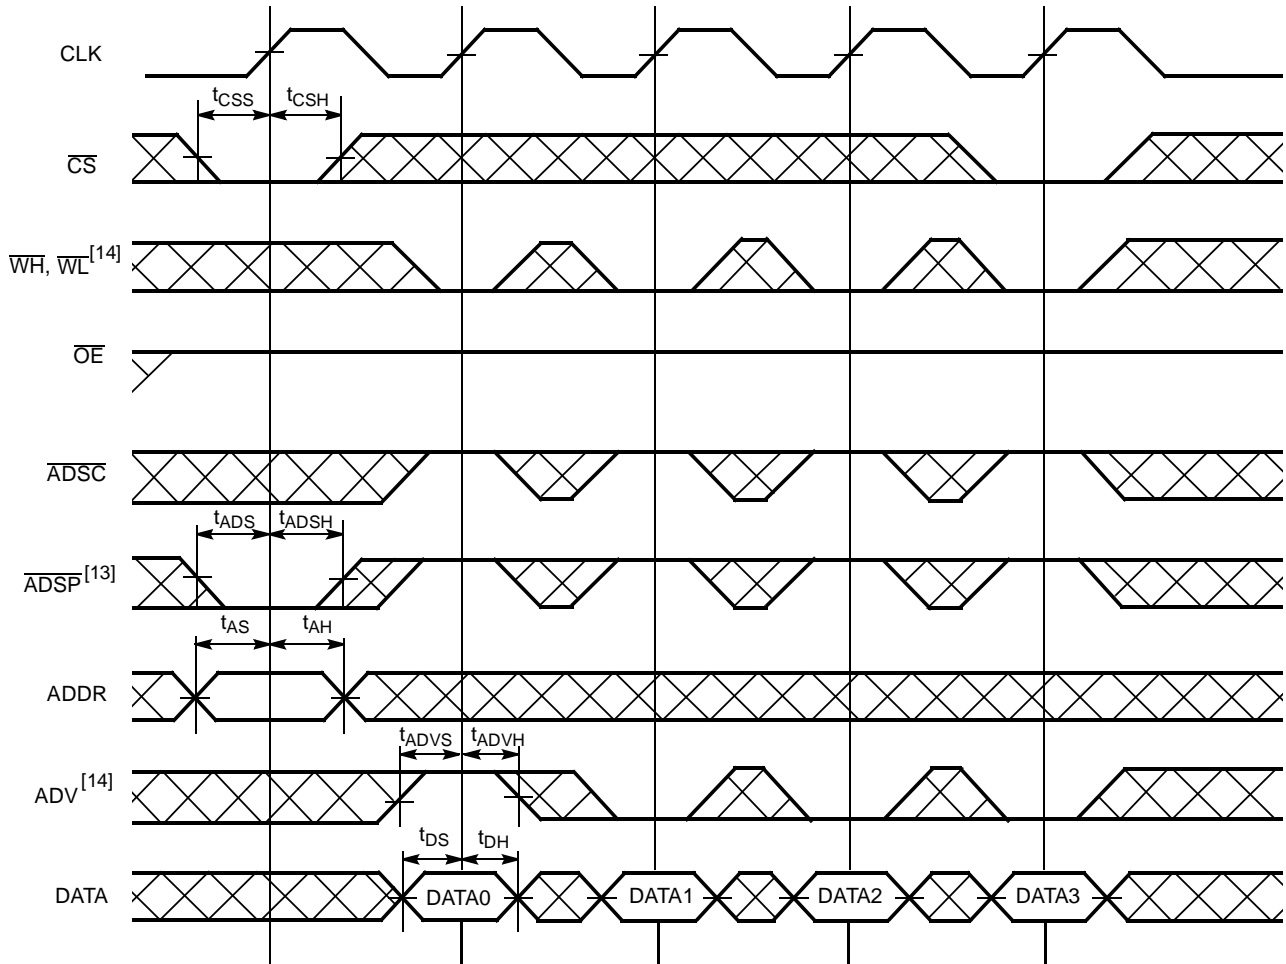 CLK
tCSS tCSH
CS
WH, WL[14]
OE
ADSC
tADS tADSH
ADSP[13]
tAS tAH
ADDR
tADVS tADVH
ADV[14]
tDS tDH
DATA DATA0 DATA1 DATA2 DATA3